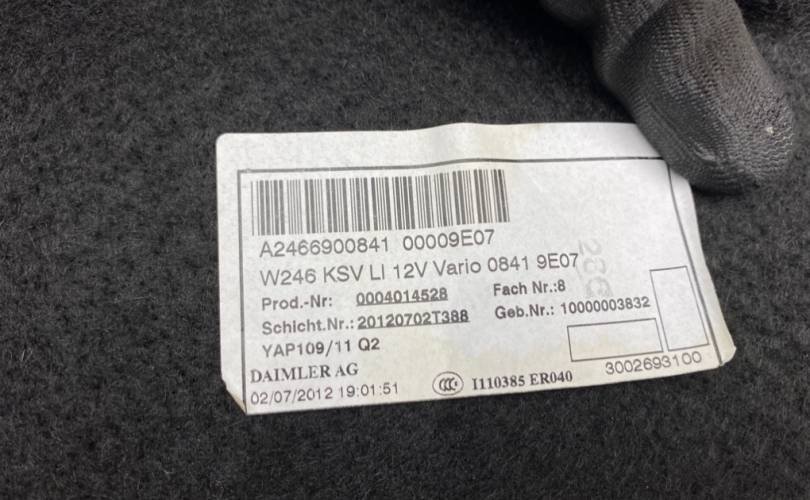 A2466900841 00009E07
W246 KSV LI 12V Vario 0841 9E07
Prod.-Nr: 0004014528 Fach Nr.:8
Schicht.Nr.: 20120702T388 Geb.Nr.: 10000003832
YAP109/11 Q2
DAIMLER AG
02/07/2012 19:01:51 CCC I110385 ER040 3002693100